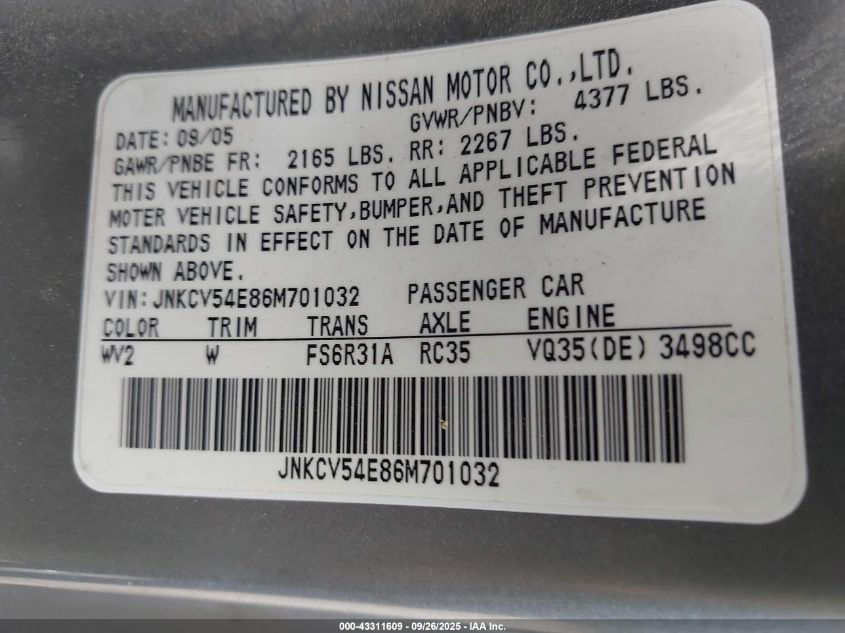 MANUFACTURED BY NISSAN MOTOR CO.,LTD.
DATE: 09/05 GVWR/PNBV: 4377 LBS.
GAWR/PNBE FR: 2165 LBS. RR: 2267 LBS.
THIS VEHICLE CONFORMS TO ALL APPLICABLE FEDERAL
MOTER VEHICLE SAFETY,BUMPER,AND THEFT PREVENTION
STANDARDS IN EFFECT ON THE DATE OF MANUFACTURE
SHOWN ABOVE.
VIN:JNKCV54E86M701032 PASSENGER CAR
COLOR TRIM TRANS AXLE ENGINE
WV2 W FS6R31A RC35 VQ35(DE) 3498CC
JNKCV54E86M701032
000-43311609 - 09/26/2025 - IAA Inc.